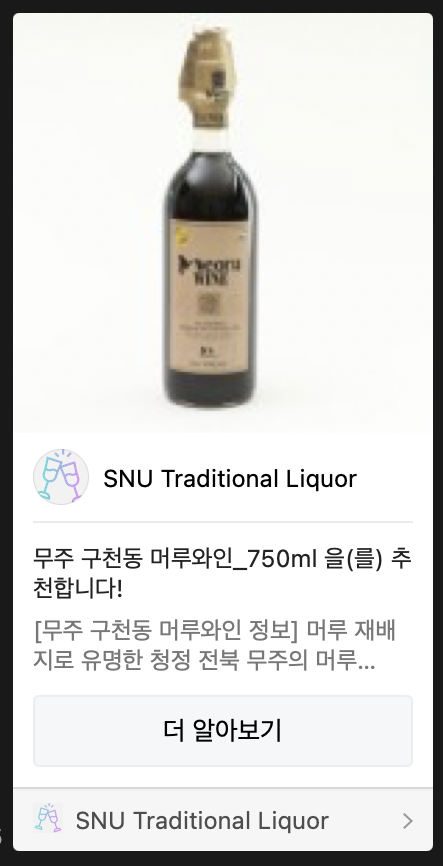 Meoru
WINE
SNU Traditional Liquor
무주 구천동 머루와인_750ml 을(를) 추
천합니다!
[무주 구천동 머루와인 정보] 머루 재배
지로 유명한 청정 전북 무주의 머루...
더 알아보기
SNU Traditional Liquor